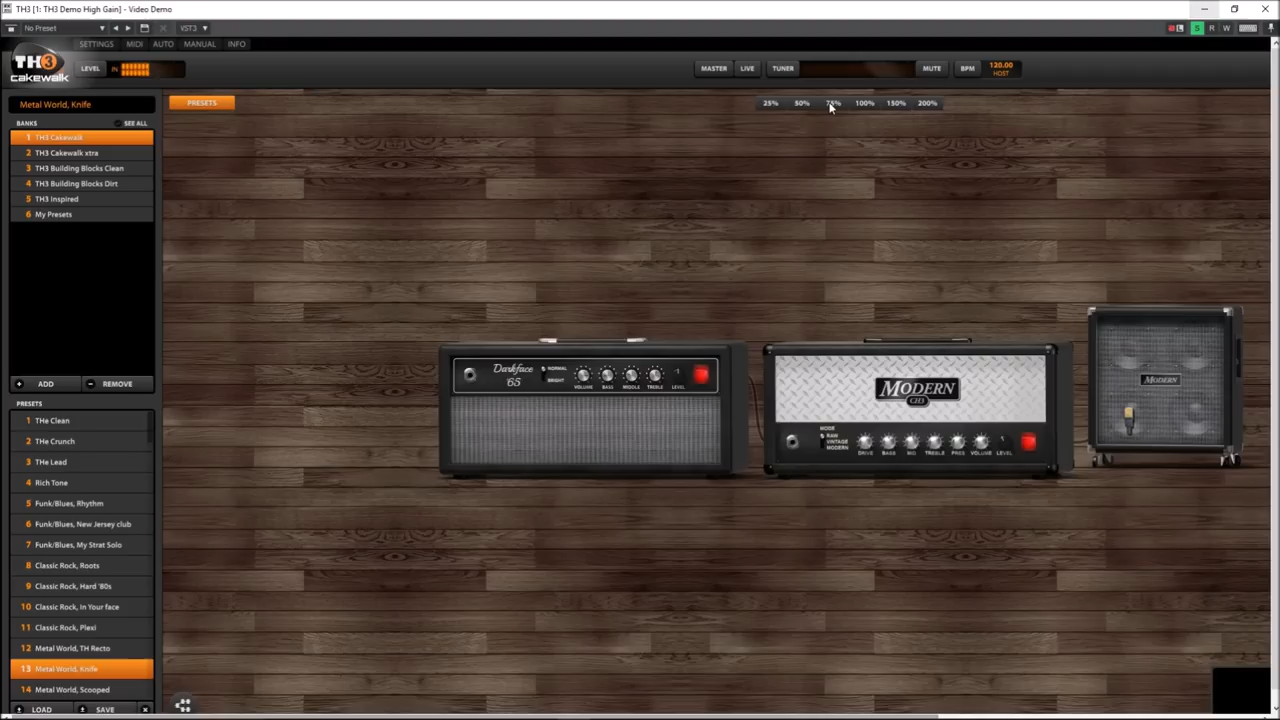 TH3 [1: TH3 Demo High Gain] - Video Demo
No Preset
VST3
L
S
R
W
SETTINGS
MIDI
AUTO
MANUAL
INFO
TH3
cakewalk
LEVEL
IN
MASTER
LIVE
TUNER
MUTE
BPM
120.00
HOST
Metal World, Knife
PRESETS
25%
50%
75%
100%
150%
200%
BANKS
SEE ALL
1 TH3 Cakewalk
2 TH3 Cakewalk xtra
3 TH3 Building Blocks Clean
4 TH3 Building Blocks Dirt
5 TH3 Inspired
6 My Presets
ADD
REMOVE
PRESETS
1 THe Clean
2 THe Crunch
3 THe Lead
4 Rich Tone
5 Funk/Blues, Rhythm
6 Funk/Blues, New Jersey club
7 Funk/Blues, My Strat Solo
8 Classic Rock, Roots
9 Classic Rock, Hard '80s
10 Classic Rock, In Your face
11 Classic Rock, Plexi
12 Metal World, TH Recto
13 Metal World, Knife
14 Metal World, Scooped
LOAD
SAVE
Darkface
'65
NORMAL
BRIGHT
VOLUME
BASS
MIDDLE
TREBLE
-1
LEVEL
MODERN
CH3
MODE
RAW
VINTAGE
MODERN
DRIVE
BASS
MID
TREBLE
PRES
VOLUME
LEVEL
MODERN